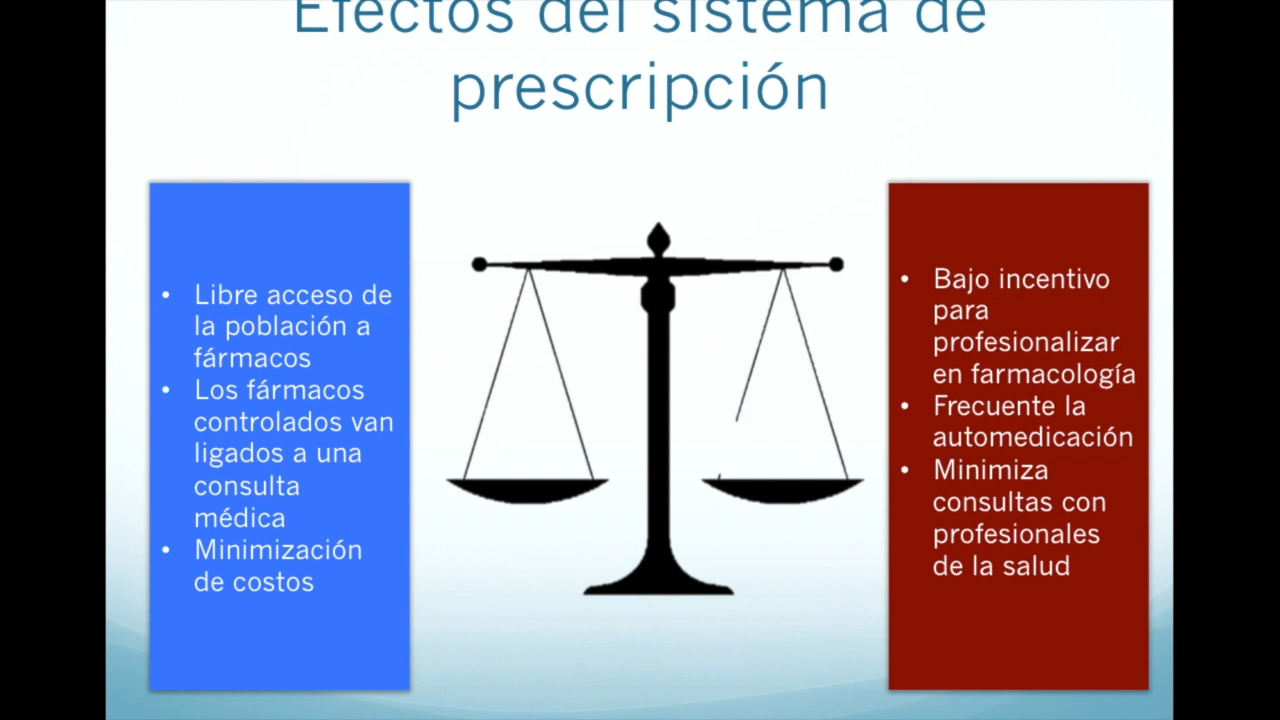 Efectos del sistema de
prescripción
• Libre acceso de
la población a
fármacos
• Los fármacos
controlados van
ligados a una
consulta
médica
• Minimización
de costos
• Bajo incentivo
para
profesionalizar
en farmacología
• Frecuente la
automedicación
• Minimiza
consultas con
profesionales
de la salud